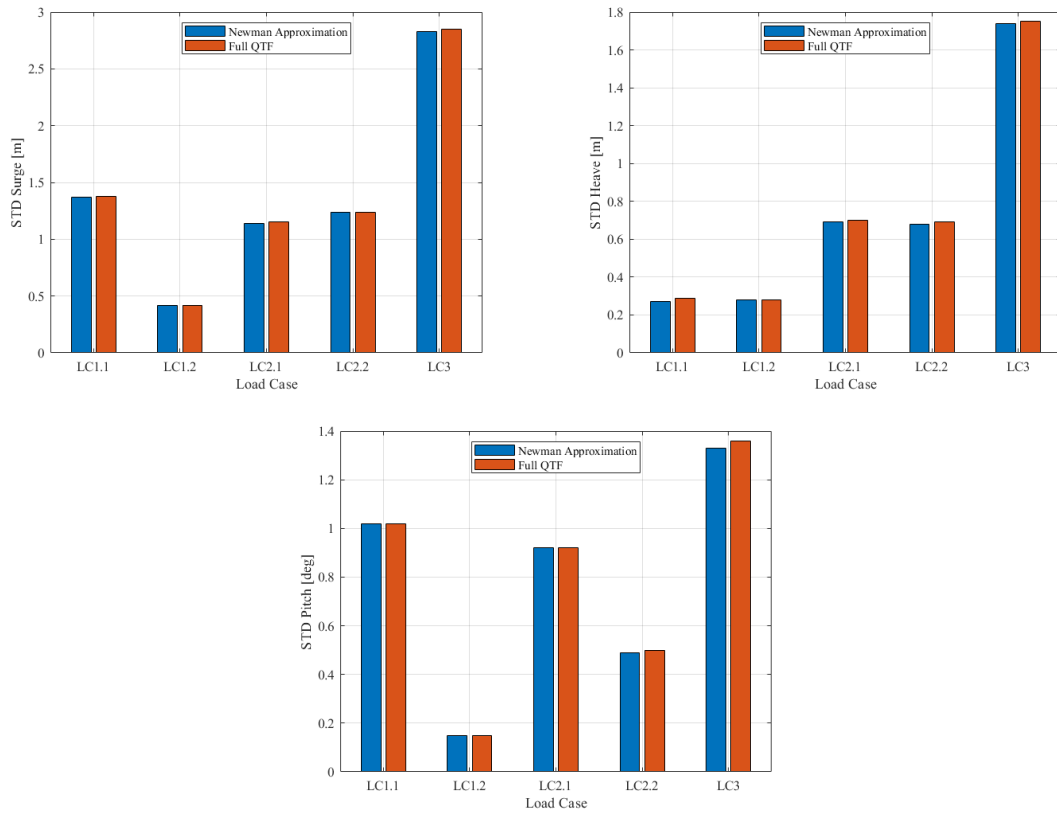 3
2.5
2
1.5
1
0.5
0
STD Surge [m]
Newman Approximation
Full QTF
LC1.1 LC1.2 LC2.1 LC2.2 LC3
Load Case
1.8
1.6
1.4
1.2
1
0.8
0.6
0.4
0.2
0
STD Heave [m]
Newman Approximation
Full QTF
LC1.1 LC1.2 LC2.1 LC2.2 LC3
Load Case
1.4
1.2
1
0.8
0.6
0.4
0.2
0
STD Pitch [deg]
Newman Approximation
Full QTF
LC1.1 LC1.2 LC2.1 LC2.2 LC3
Load Case